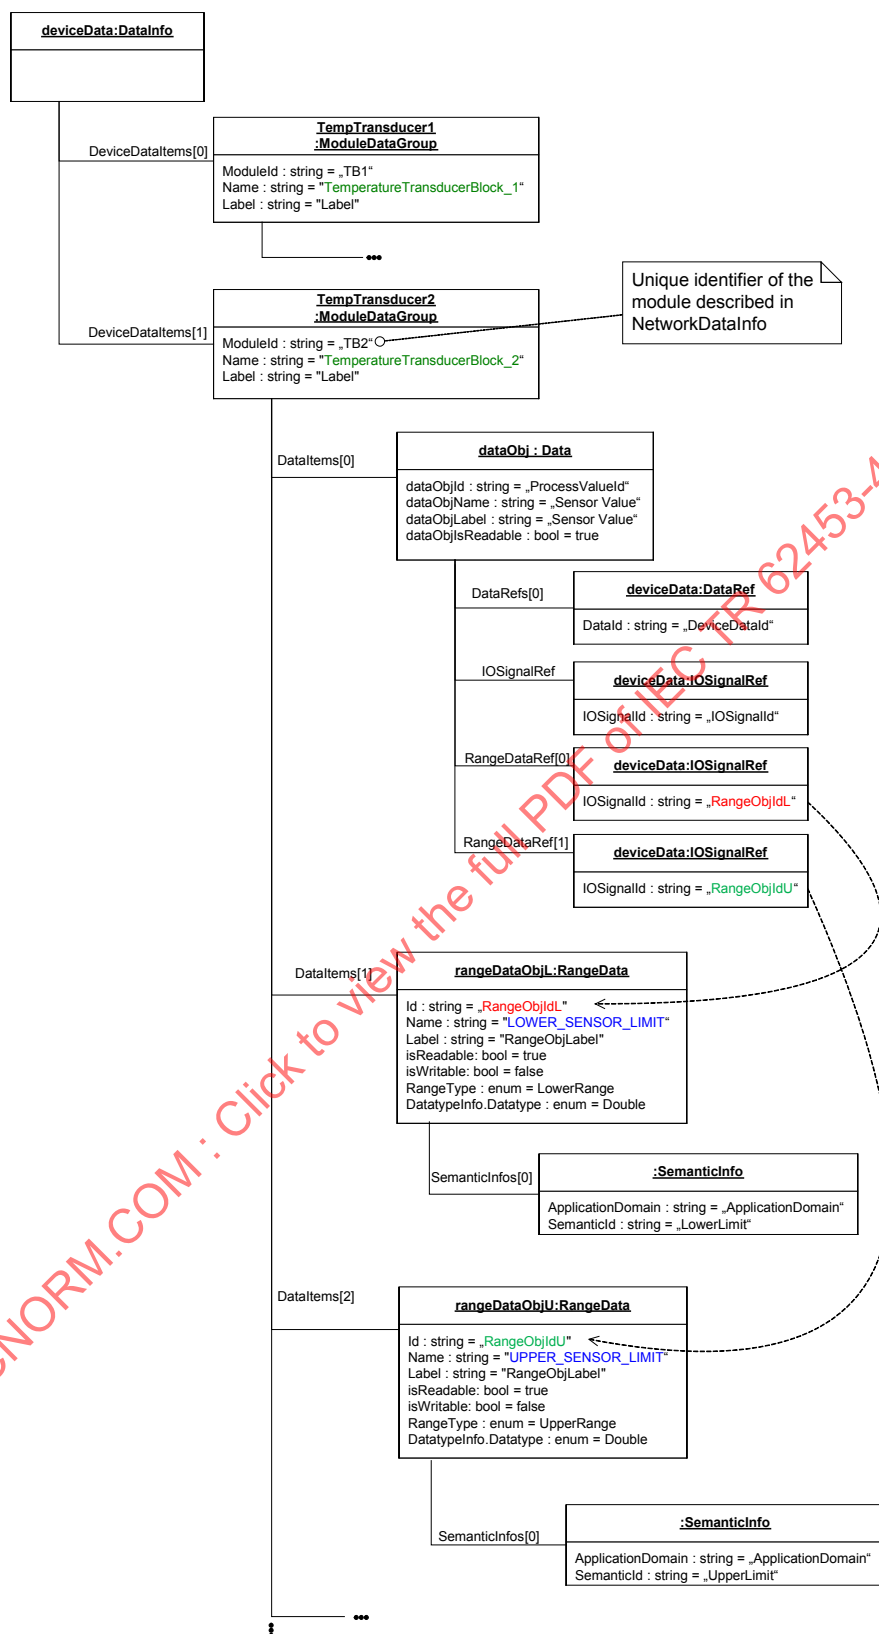 deviceData:DataInfo
DeviceDataItems[0]
TempTransducer1
:ModuleDataGroup
ModuleId : string = „TB1“
Name : string = "TemperatureTransducerBlock_1“
Label : string = "Label"
•••
Unique identifier of the
module described in
NetworkDataInfo
DeviceDataItems[1]
TempTransducer2
:ModuleDataGroup
ModuleId : string = „TB2“
Name : string = "TemperatureTransducerBlock_2“
Label : string = "Label"
DataItems[0]
dataObj : Data
dataObjId : string = „ProcessValueId“
dataObjName : string = „Sensor Value“
dataObjLabel : string = „Sensor Value“
dataObjIsReadable : bool = true
DataRefs[0]
deviceData:DataRef
DataId : string = „DeviceDataId“
IOSignalRef
deviceData:IOSignalRef
IOSignalId : string = „IOSignalId“
RangeDataRef[0]
deviceData:IOSignalRef
IOSignalId : string = „RangeObjIdL“
RangeDataRef[1]
deviceData:IOSignalRef
IOSignalId : string = „RangeObjIdU“
DataItems[1]
rangeDataObjL:RangeData
Id : string = „RangeObjIdL"
Name : string = "LOWER_SENSOR_LIMIT“
Label : string = "RangeObjLabel"
isReadable: bool = true
isWritable: bool = false
RangeType : enum = LowerRange
DatatypeInfo.Datatype : enum = Double
SemanticInfos[0]
:SemanticInfo
ApplicationDomain : string = „ApplicationDomain“
SemanticId : string = „LowerLimit“
DataItems[2]
rangeDataObjU:RangeData
Id : string = „RangeObjIdU"
Name : string = "UPPER_SENSOR_LIMIT“
Label : string = "RangeObjLabel"
isReadable: bool = true
isWritable: bool = false
RangeType : enum = UpperRange
DatatypeInfo.Datatype : enum = Double
SemanticInfos[0]
:SemanticInfo
ApplicationDomain : string = „ApplicationDomain“
SemanticId : string = „UpperLimit“
•••
CNORM.COM : Click to view the full PDF of IEC TR 62453-4